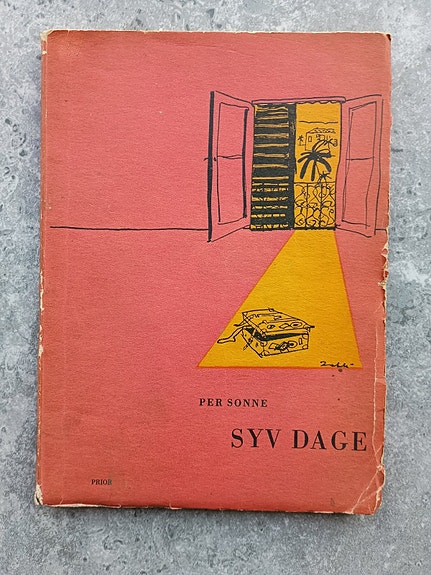 PER SONNE
SYV DAGE
PRIOR